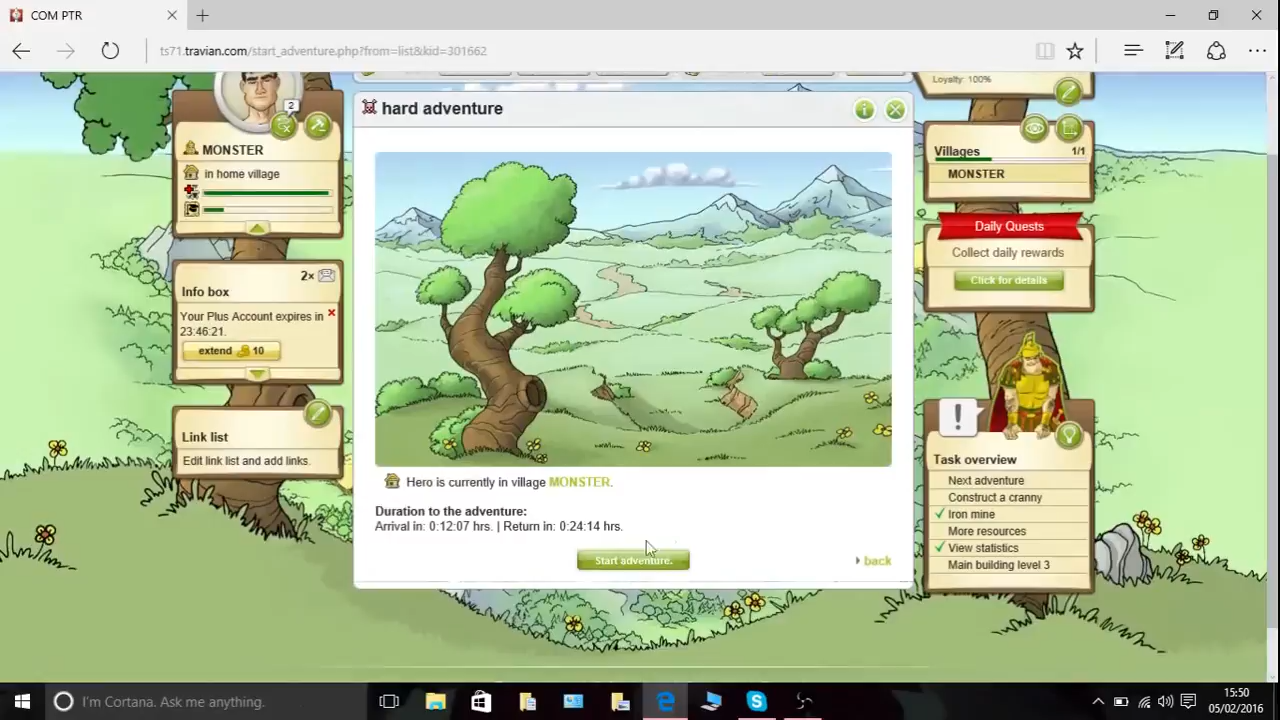 COM PTR
ts71.travian.com/start_adventure.php?from=list&kid=301662
2
MONSTER
in home village
2x
Info box
Your Plus Account expires in
23:46:21.
extend 10
Link list
Edit link list and add links.
hard adventure
Hero is currently in village MONSTER.
Duration to the adventure:
Arrival in: 0:12:07 hrs. | Return in: 0:24:14 hrs.
Start adventure.
back
Loyalty: 100%
Villages 1/1
MONSTER
Daily Quests
Collect daily rewards
Click for details
Task overview
Next adventure
Construct a cranny
Iron mine
More resources
View statistics
Main building level 3
I'm Cortana. Ask me anything.
15:50
05/02/2016